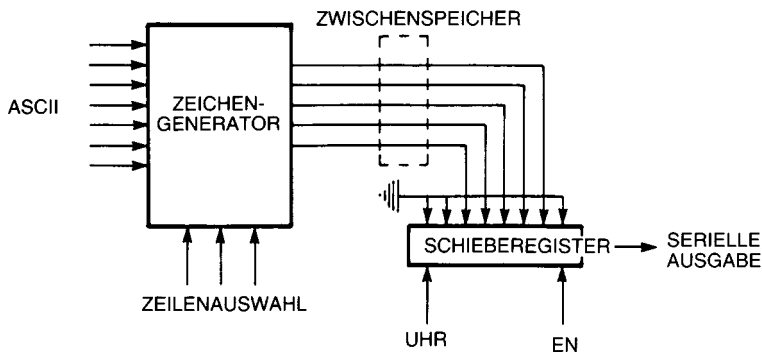 ZWISCHENSPEICHER
ASCII
ZEICHEN-
GENERATOR
SCHIEBEREGISTER
SERIELLE
AUSGABE
ZEILENAUSWAHL
UHR
EN